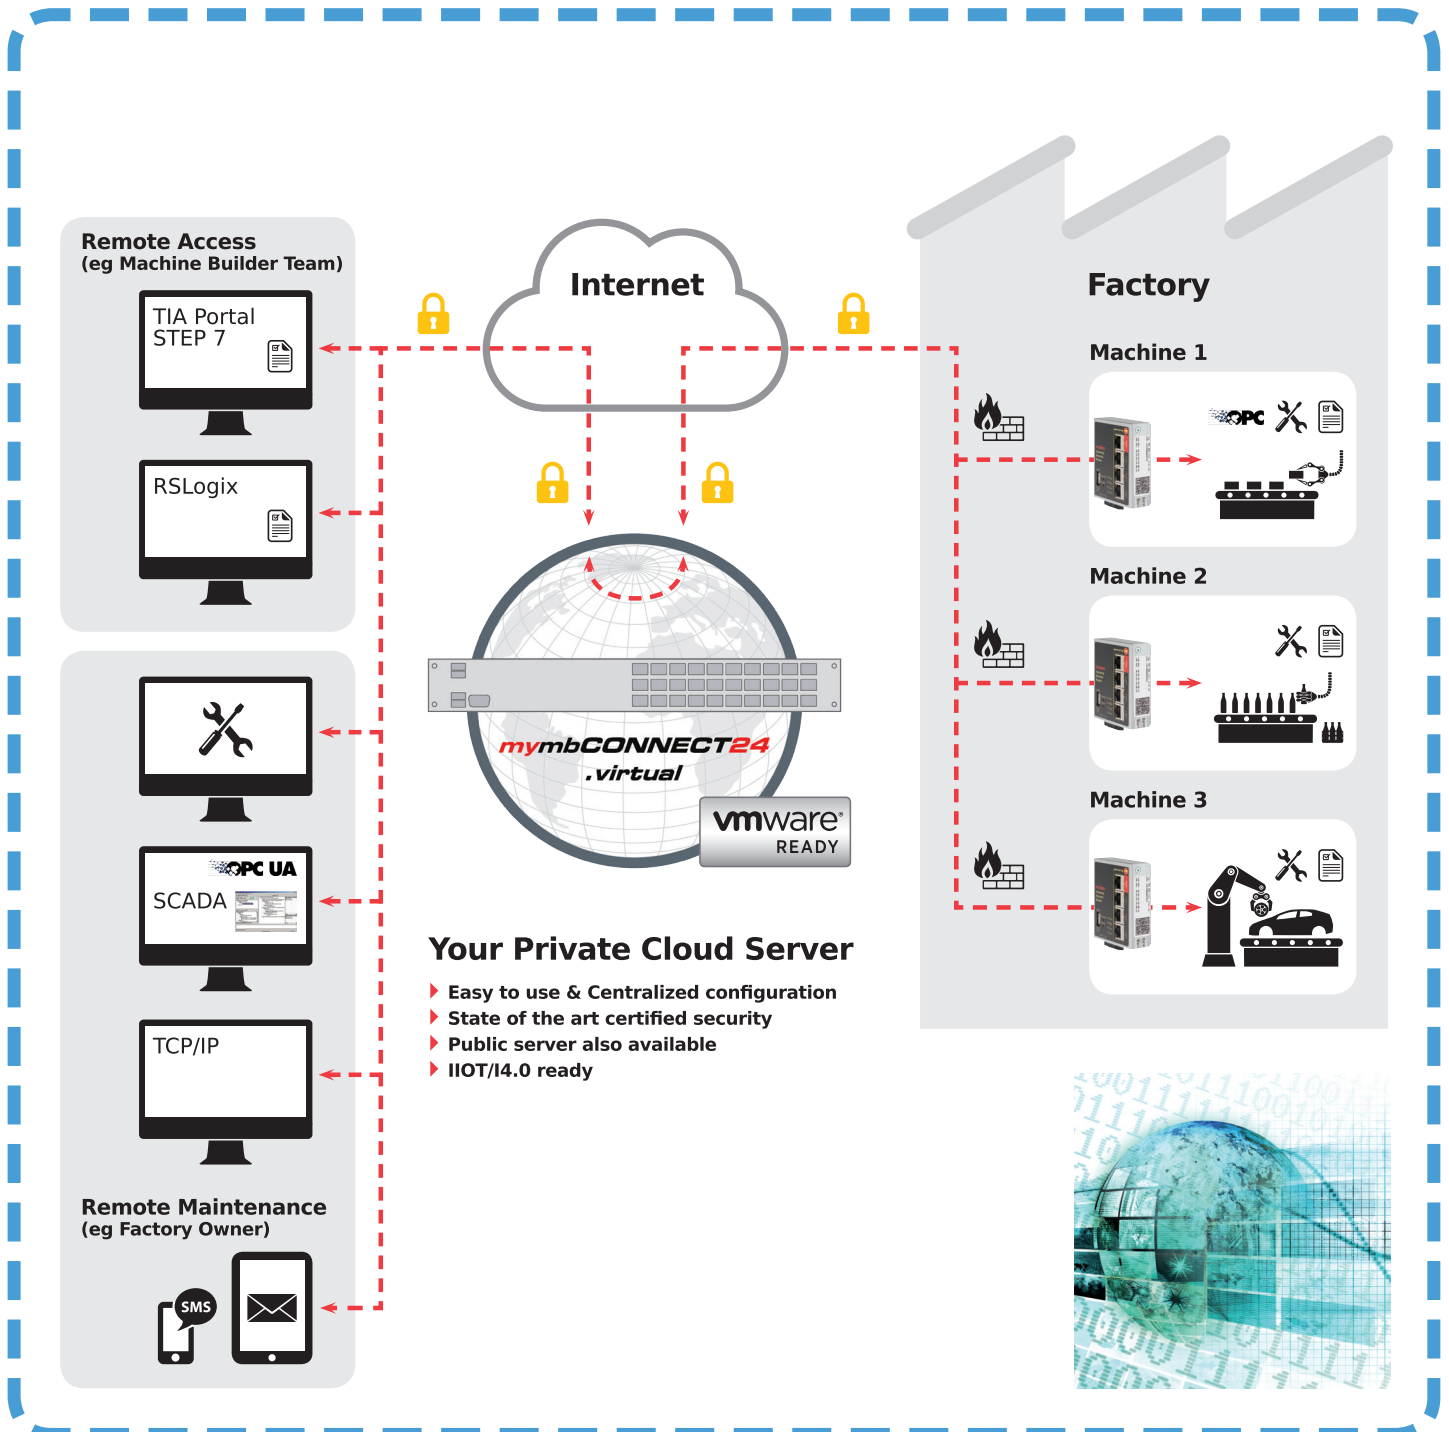 Remote Access
(eg Machine Builder Team)
TIA Portal
STEP 7
RSLogix
OPC UA
SCADA
TCP/IP
Remote Maintenance
(eg Factory Owner)
SMS
Internet
mymbCONNECT24
.virtual
vmware®
READY
Your Private Cloud Server
Easy to use & Centralized configuration
State of the art certified security
Public server also available
IIOT/I4.0 ready
Factory
Machine 1
OPC
Machine 2
Machine 3